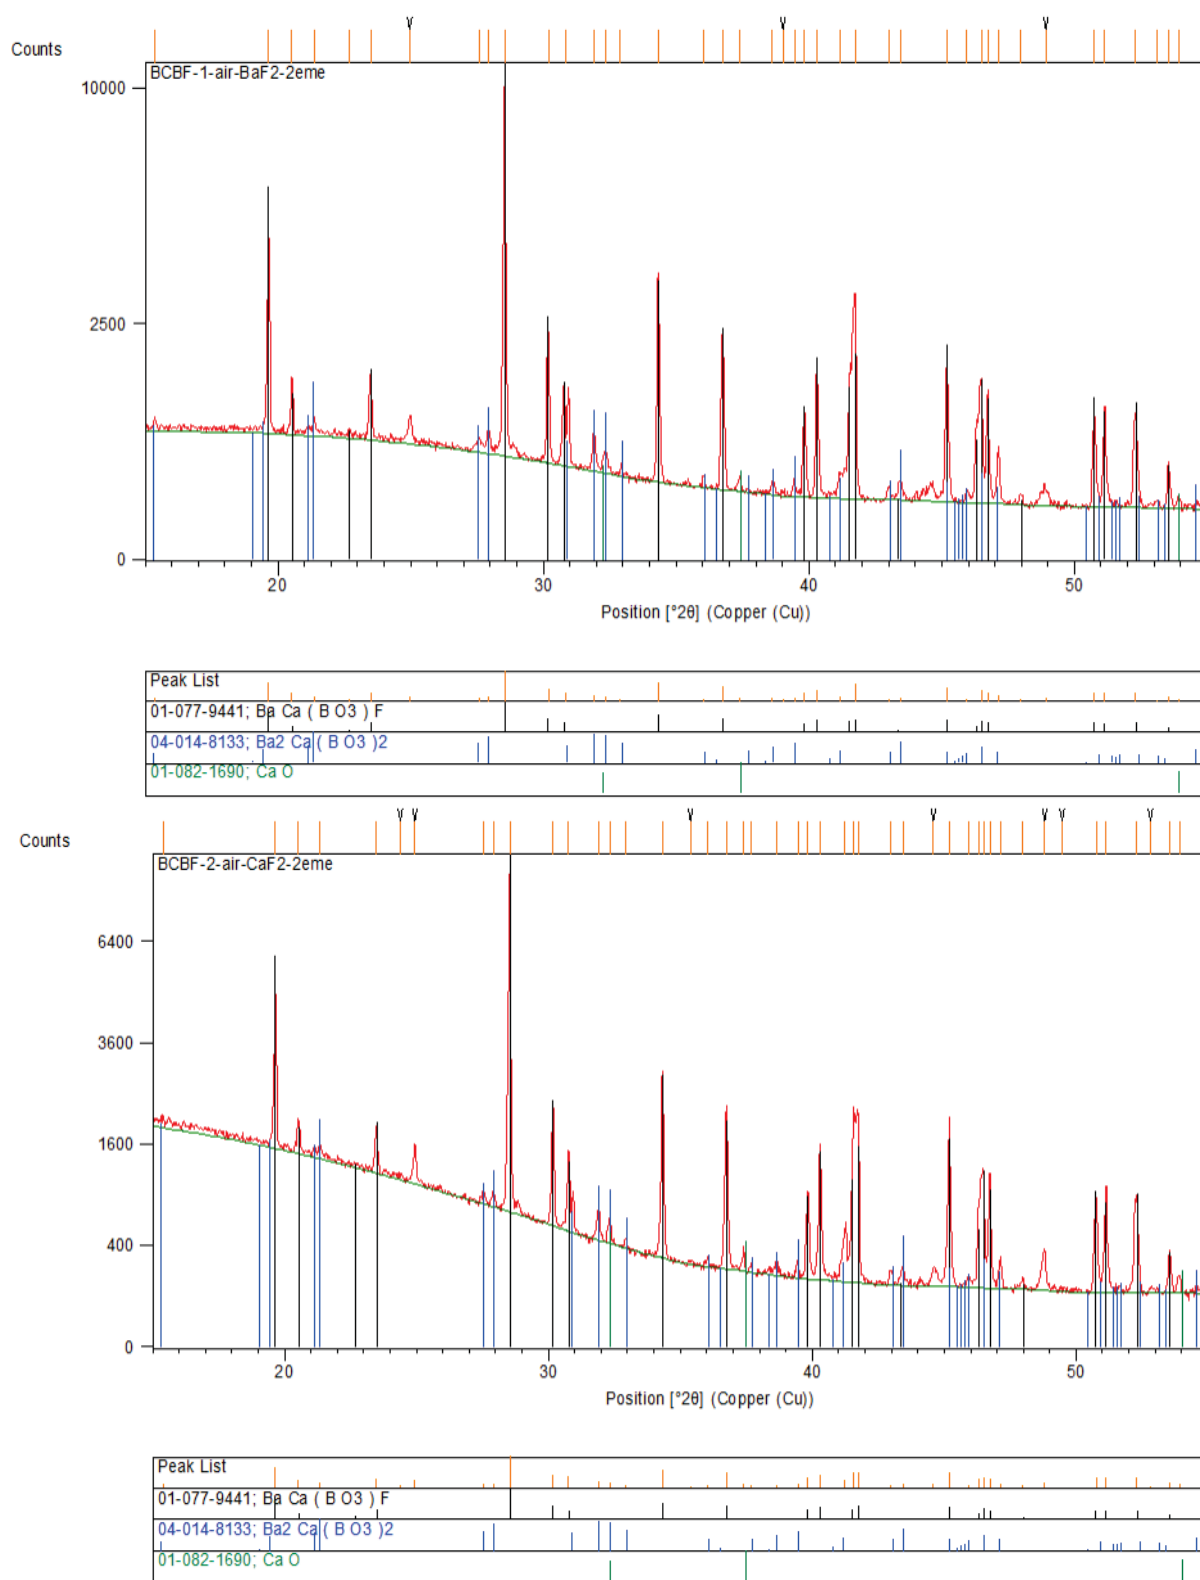 Counts
BCBF-1-air-BaF2-2eme
10000
2500
0
20 30 40 50
Position [°2θ] (Copper (Cu))
Peak List
01-077-9441; Ba Ca ( B O3 ) F
04-014-8133; Ba2 Ca ( B O3 )2
01-082-1690; Ca O
Counts
BCBF-2-air-CaF2-2eme
6400
3600
1600
400
0
20 30 40 50
Position [°2θ] (Copper (Cu))
Peak List
01-077-9441; Ba Ca ( B O3 ) F
04-014-8133; Ba2 Ca ( B O3 )2
01-082-1690; Ca O